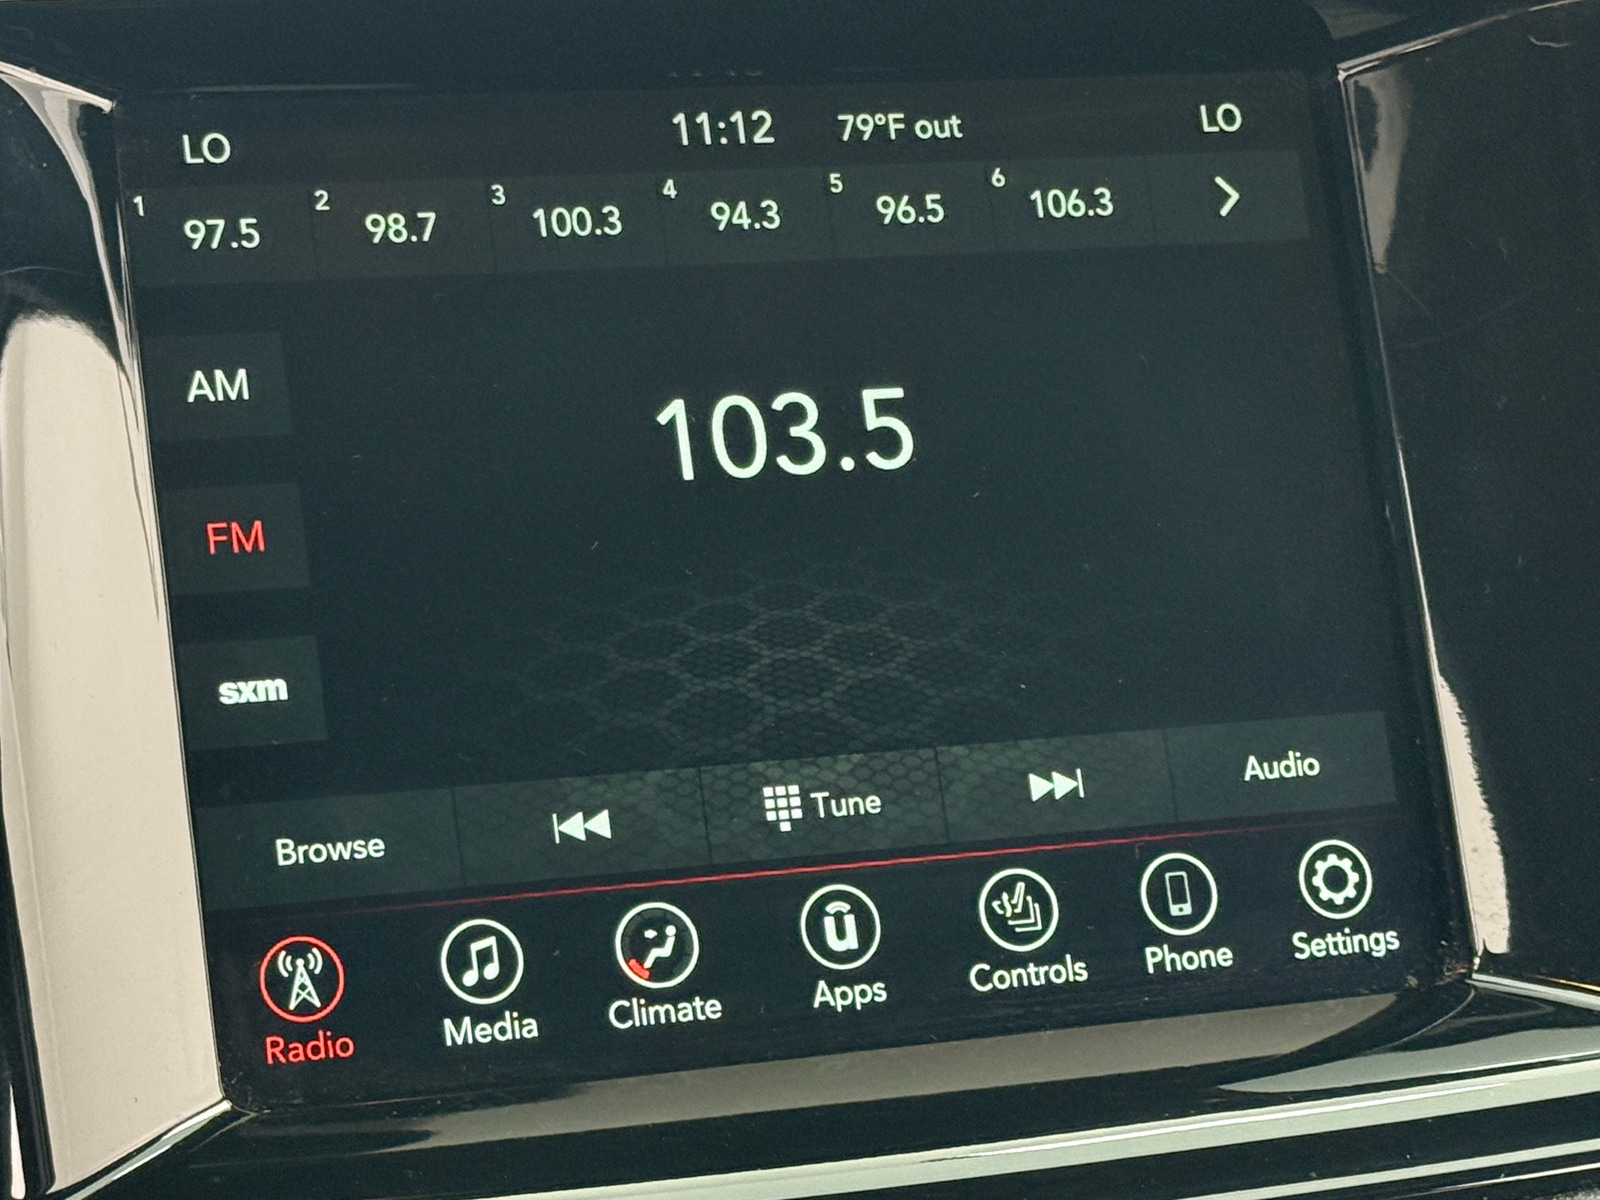 LO 11:12 79°F out LO
1 97.5 2 98.7 3 100.3 4 94.3 5 96.5 6 106.3
AM
103.5
FM
sxm
Browse Tune Audio
Radio Media Climate Apps Controls Phone Settings